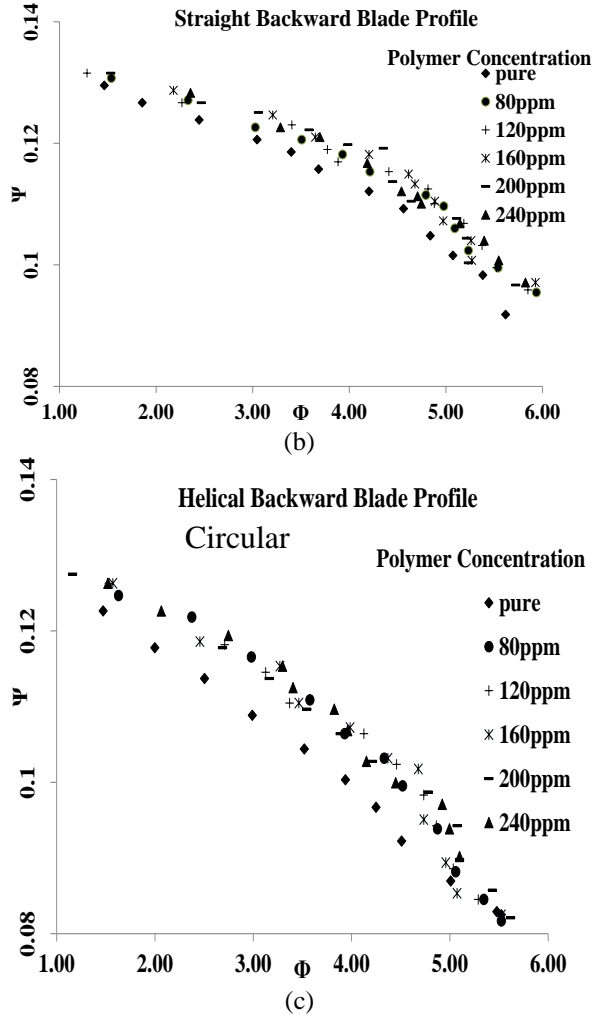 Straight Backward Blade Profile
Polymer Concentration
pure
80ppm
120ppm
160ppm
200ppm
240ppm
0.14
0.12
0.1
0.08
Ψ
1.00 2.00 3.00 4.00 5.00 6.00
Φ
(b)
Helical Backward Blade Profile
Circular
Polymer Concentration
pure
80ppm
120ppm
160ppm
200ppm
240ppm
0.14
0.12
0.1
0.08
Ψ
1.00 2.00 3.00 4.00 5.00 6.00
Φ
(c)